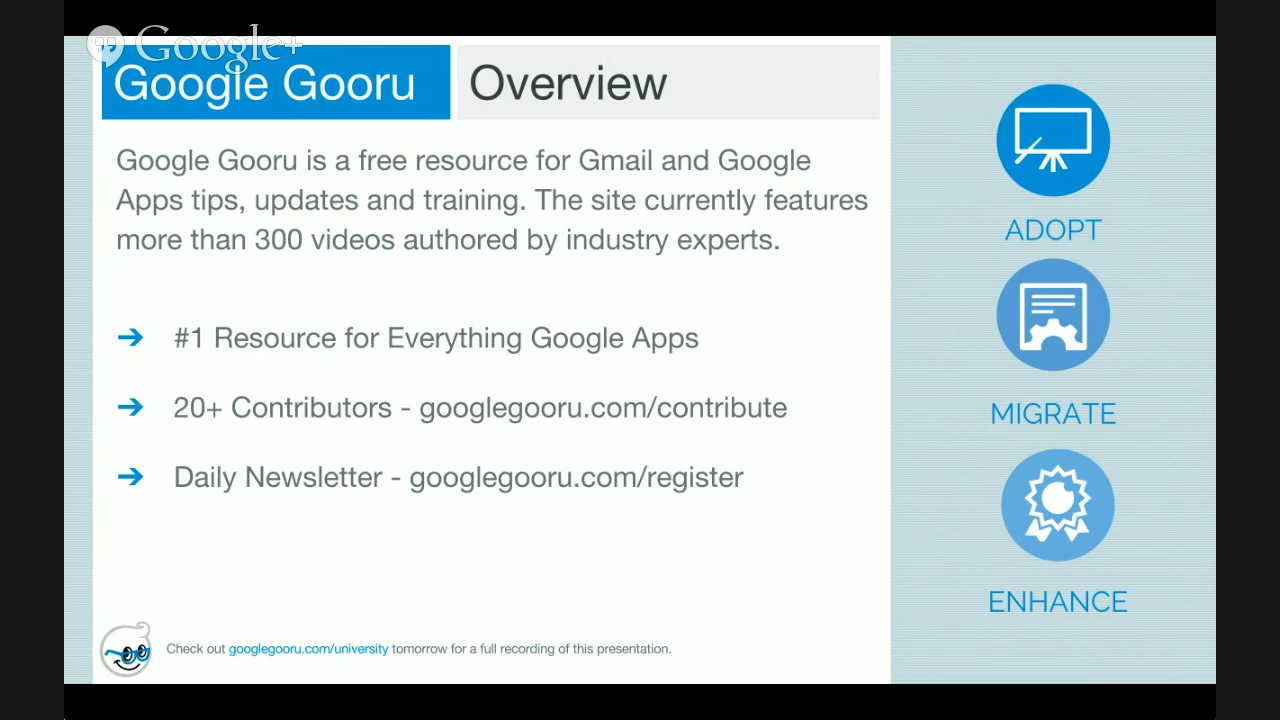 Google+
Google Gooru
Overview
Google Gooru is a free resource for Gmail and Google
Apps tips, updates and training. The site currently features
more than 300 videos authored by industry experts.
➔ #1 Resource for Everything Google Apps
➔ 20+ Contributors - googlegooru.com/contribute
➔ Daily Newsletter - googlegooru.com/register
Check out googlegooru.com/university tomorrow for a full recording of this presentation.
ADOPT
MIGRATE
ENHANCE